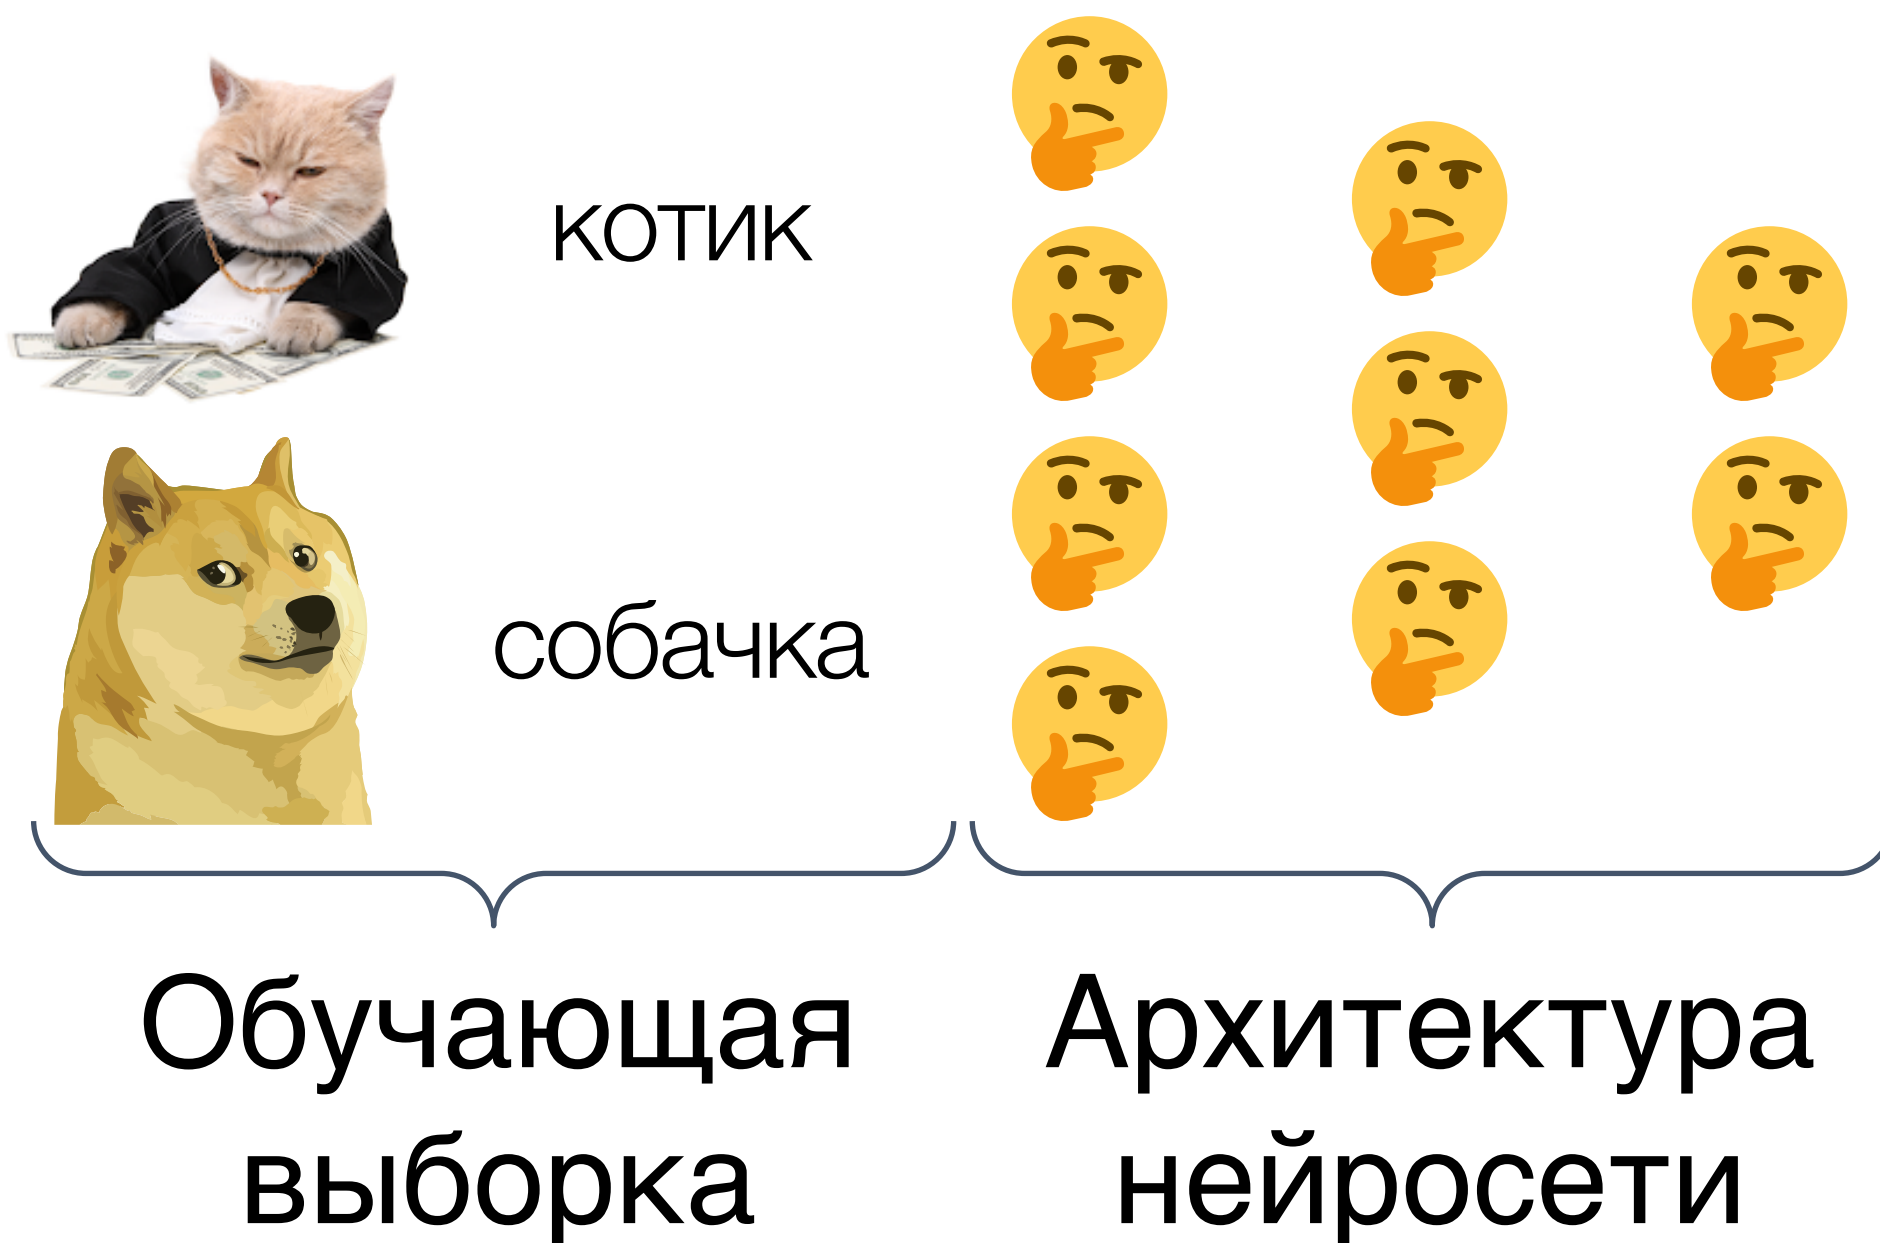 котик
собачка
Обучающая
выборка
Архитектура
нейросети